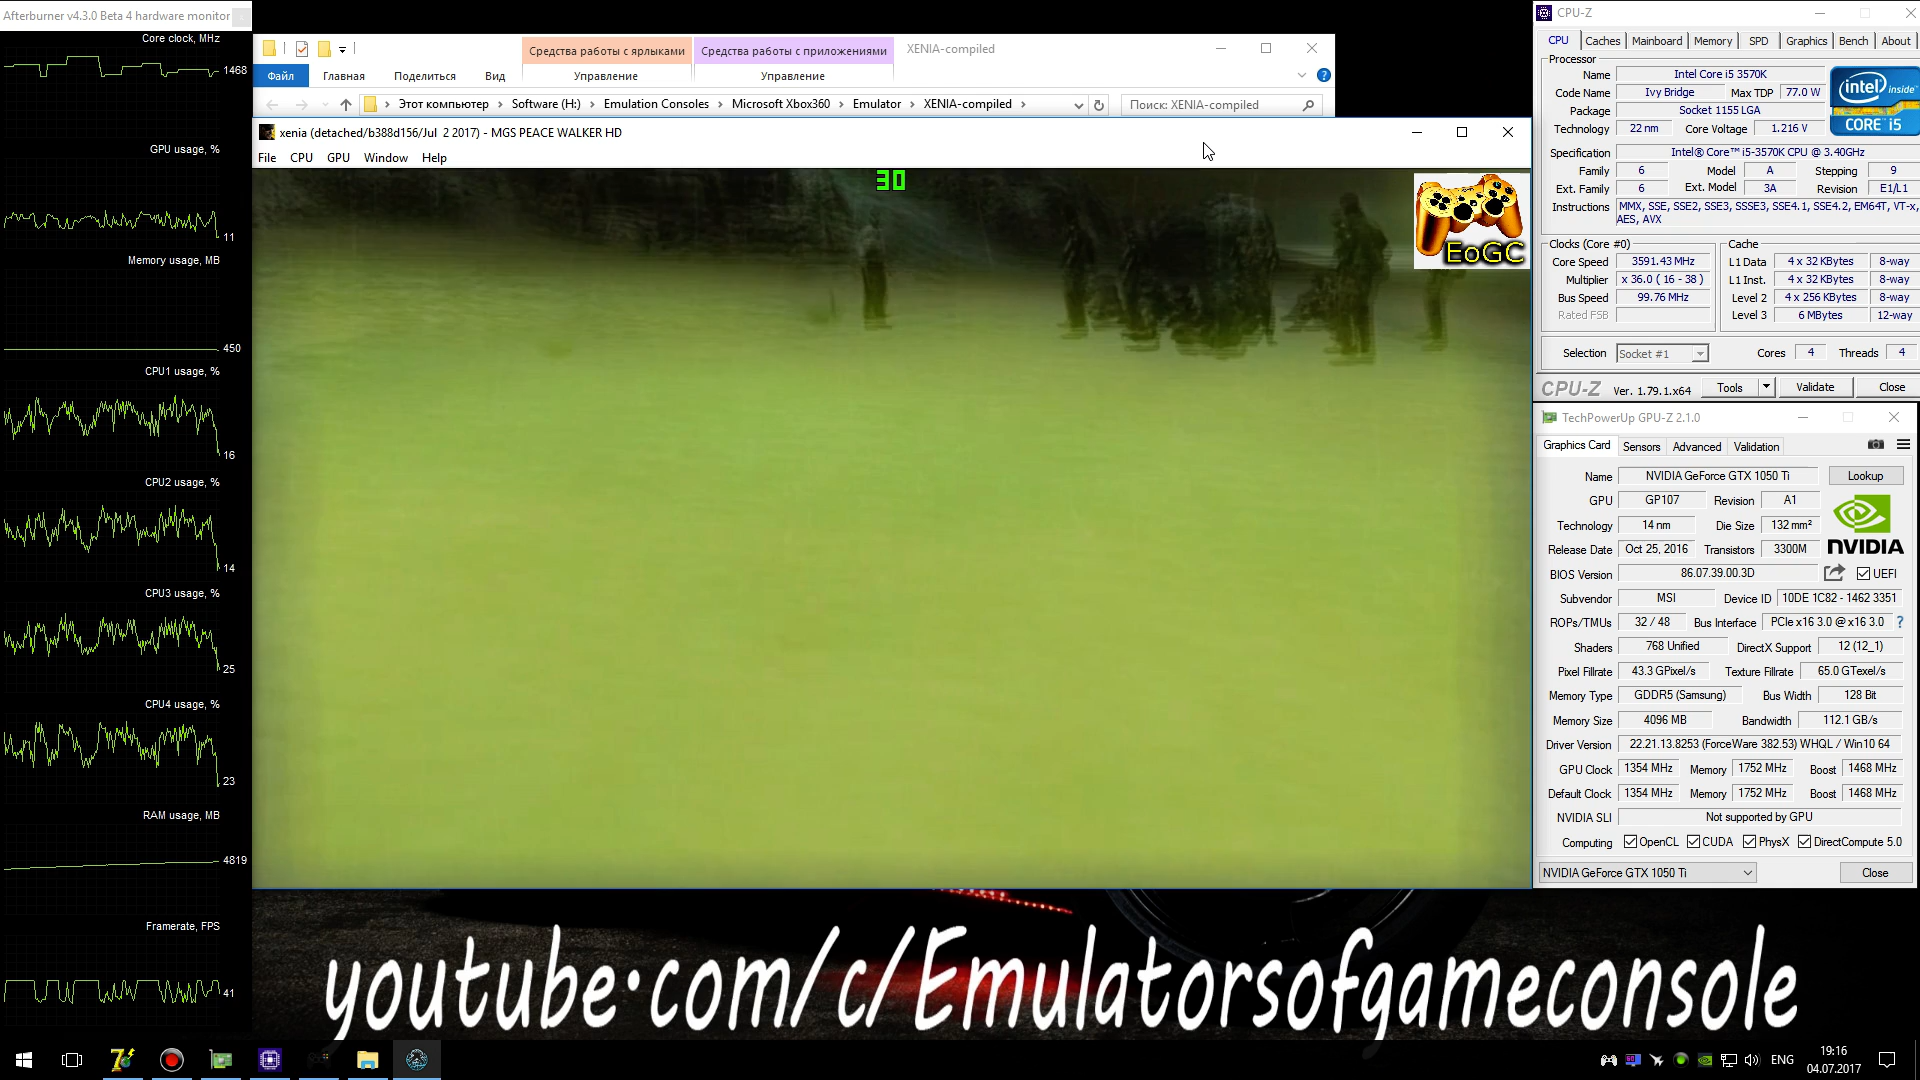 Afterburner v4.3.0 Beta 4 hardware monitor
Core clock, MHz
1468
GPU usage, %
11
Memory usage, MB
450
CPU1 usage, %
16
CPU2 usage, %
14
CPU3 usage, %
25
CPU4 usage, %
23
RAM usage, MB
4819
Framerate, FPS
41
Средства работы с ярлыками
Средства работы с приложениями
XENIA-compiled
Файл
Главная
Поделиться
Вид
Управление
Управление
Этот компьютер
Software (H:)
Emulation Consoles
Microsoft Xbox360
Emulator
XENIA-compiled
Поиск: XENIA-compiled
xenia (detached/b388d156/Jul 2 2017) - MGS PEACE WALKER HD
File CPU GPU Window Help
30
EoGC
CPU-Z
CPU Caches Mainboard Memory SPD Graphics Bench About
Processor
Name Intel Core i5 3570K
Code Name Ivy Bridge Max TDP 77.0 W
Package Socket 1155 LGA
Technology 22 nm Core Voltage 1.216 V
intel inside
CORE i5
Specification Intel® Core™ i5-3570K CPU @ 3.40GHz
Family 6 Model A Stepping 9
Ext. Family 6 Ext. Model 3A Revision E1/L1
Instructions MMX, SSE, SSE2, SSE3, SSSE3, SSE4.1, SSE4.2, EM64T, VT-x,
AES, AVX
Clocks (Core #0)
Core Speed 3591.43 MHz
Multiplier x 36.0 ( 16 - 38 )
Bus Speed 99.76 MHz
Rated FSB
Cache
L1 Data 4 x 32 KBytes 8-way
L1 Inst. 4 x 32 KBytes 8-way
Level 2 4 x 256 KBytes 8-way
Level 3 6 MBytes 12-way
Selection Socket #1 Cores 4 Threads 4
CPU-Z Ver. 1.79.1.x64 Tools Validate Close
TechPowerUp GPU-Z 2.1.0
Graphics Card Sensors Advanced Validation
Name NVIDIA GeForce GTX 1050 Ti Lookup
GPU GP107 Revision A1
Technology 14 nm Die Size 132 mm²
Release Date Oct 25, 2016 Transistors 3300M
NVIDIA
BIOS Version 86.07.39.00.3D UEFI
Subvendor MSI Device ID 10DE 1C82 - 1462 3351
ROPs/TMUs 32 / 48 Bus Interface PCIe x16 3.0 @ x16 3.0 ?
Shaders 768 Unified DirectX Support 12 (12_1)
Pixel Fillrate 43.3 GPixel/s Texture Fillrate 65.0 GTexel/s
Memory Type GDDR5 (Samsung) Bus Width 128 Bit
Memory Size 4096 MB Bandwidth 112.1 GB/s
Driver Version 22.21.13.8253 (ForceWare 382.53) WHQL / Win10 64
GPU Clock 1354 MHz Memory 1752 MHz Boost 1468 MHz
Default Clock 1354 MHz Memory 1752 MHz Boost 1468 MHz
NVIDIA SLI Not supported by GPU
Computing OpenCL CUDA PhysX DirectCompute 5.0
NVIDIA GeForce GTX 1050 Ti Close
youtube.com/c/Emulatorsofgameconsole
ENG
19:16
04.07.2017